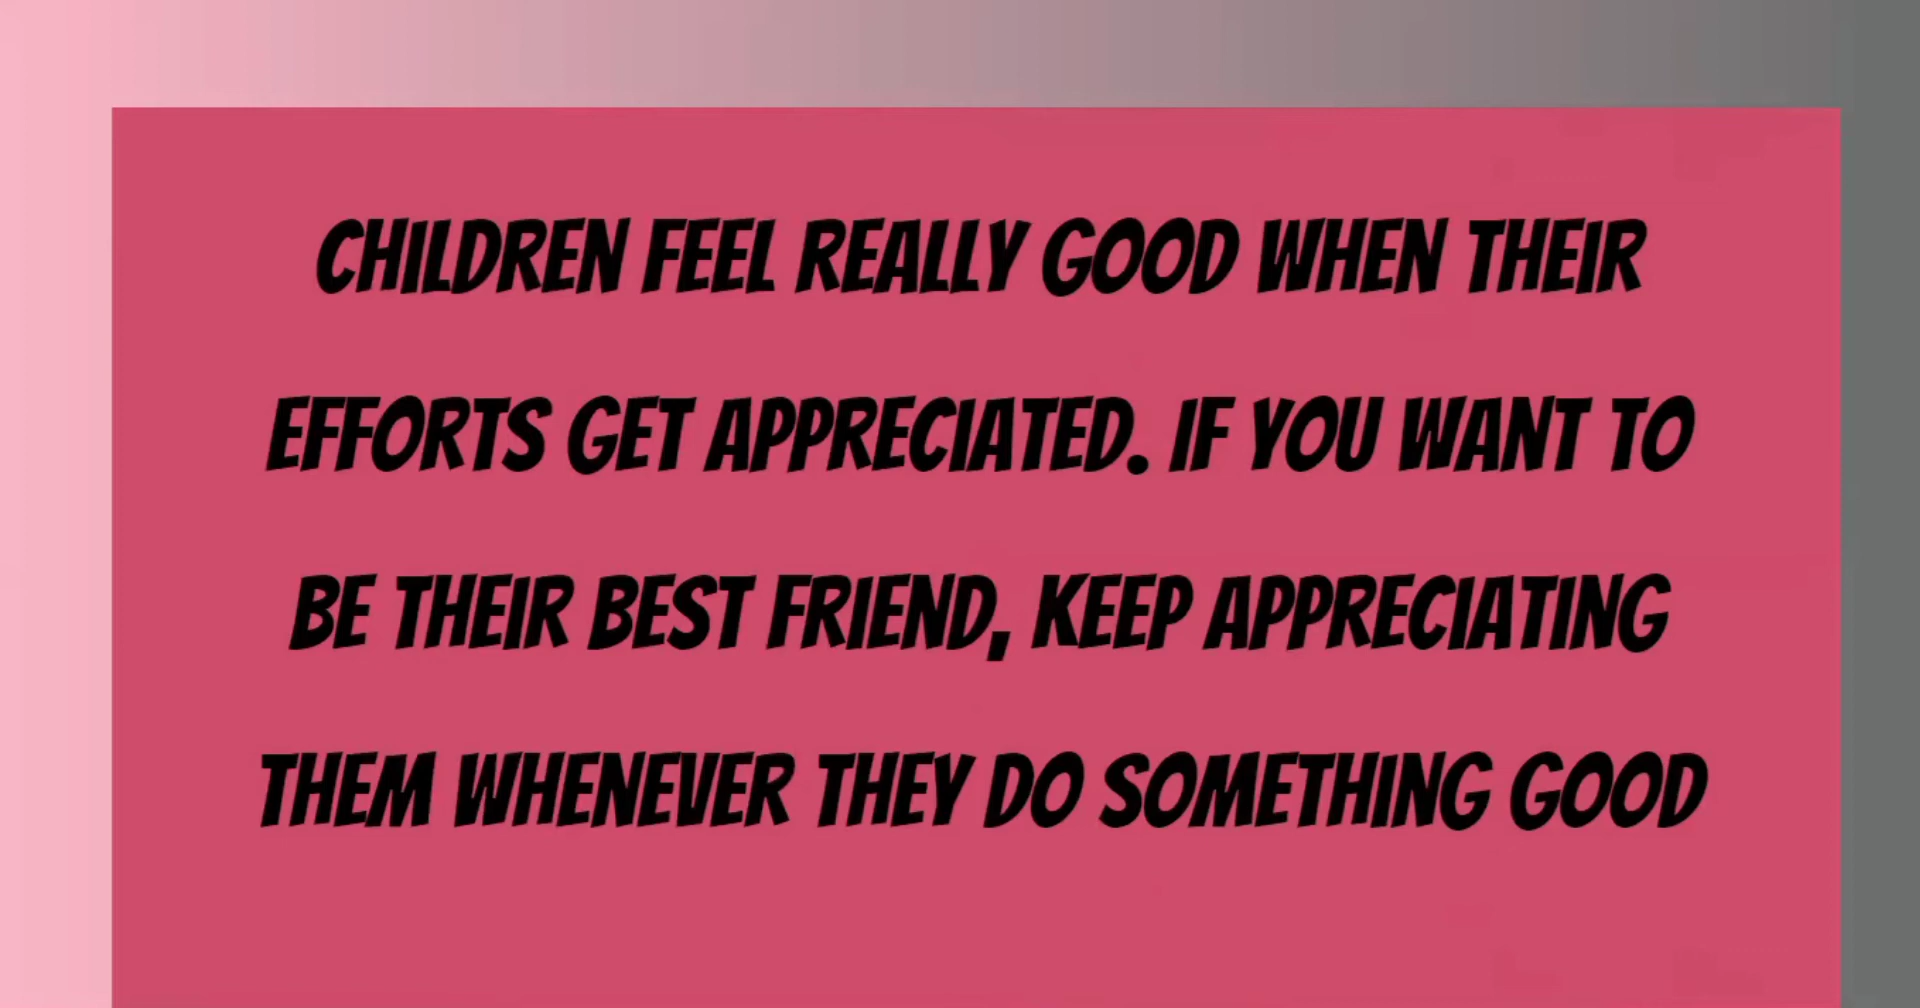 CHILDREN FEEL REALLY GOOD WHEN THEIR
EFFORTS GET APPRECIATED. IF YOU WANT TO
BE THEIR BEST FRIEND, KEEP APPRECIATING
THEM WHENEVER THEY DO SOMETHING GOOD